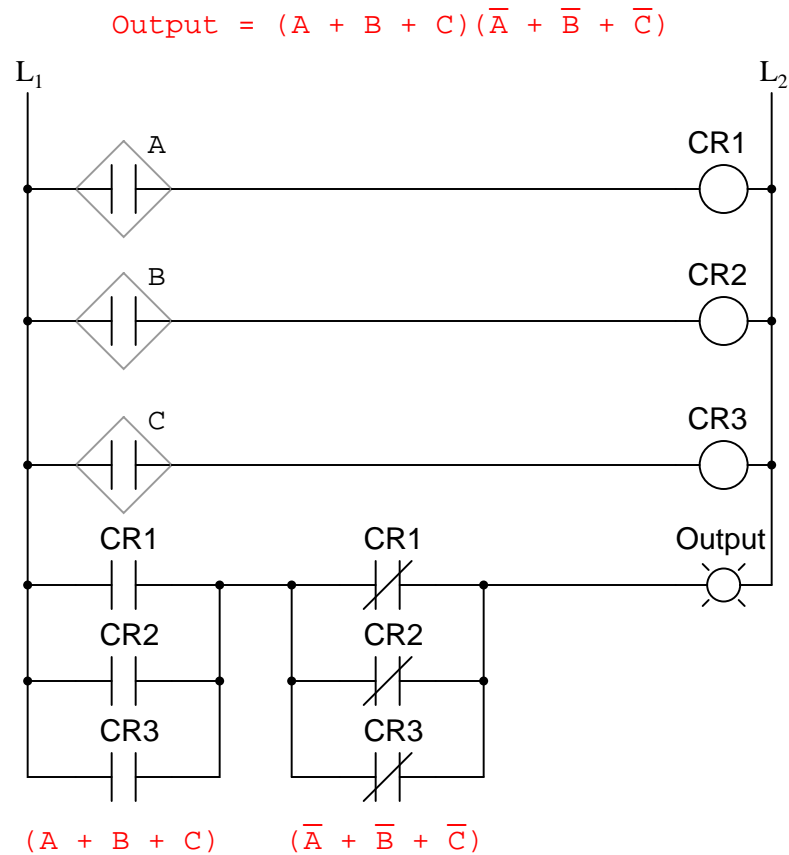 Output = (A + B + C)(A̅ + B̅ + C̅)
L₁ L₂
A CR1
B CR2
C CR3
CR1 CR1 Output
CR2 CR2
CR3 CR3
(A + B + C) (A̅ + B̅ + C̅)